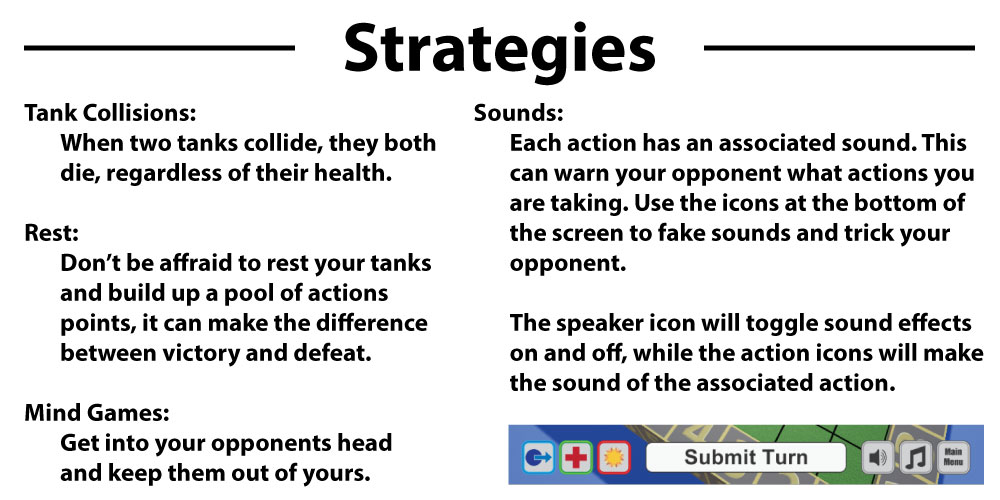 Strategies
Tank Collisions:
When two tanks collide, they both
die, regardless of their health.
Rest:
Don’t be affraid to rest your tanks
and build up a pool of actions
points, it can make the difference
between victory and defeat.
Mind Games:
Get into your opponents head
and keep them out of yours.
Sounds:
Each action has an associated sound. This
can warn your opponent what actions you
are taking. Use the icons at the bottom of
the screen to fake sounds and trick your
opponent.
The speaker icon will toggle sound effects
on and off, while the action icons will make
the sound of the associated action.
Submit Turn
Main
Menu